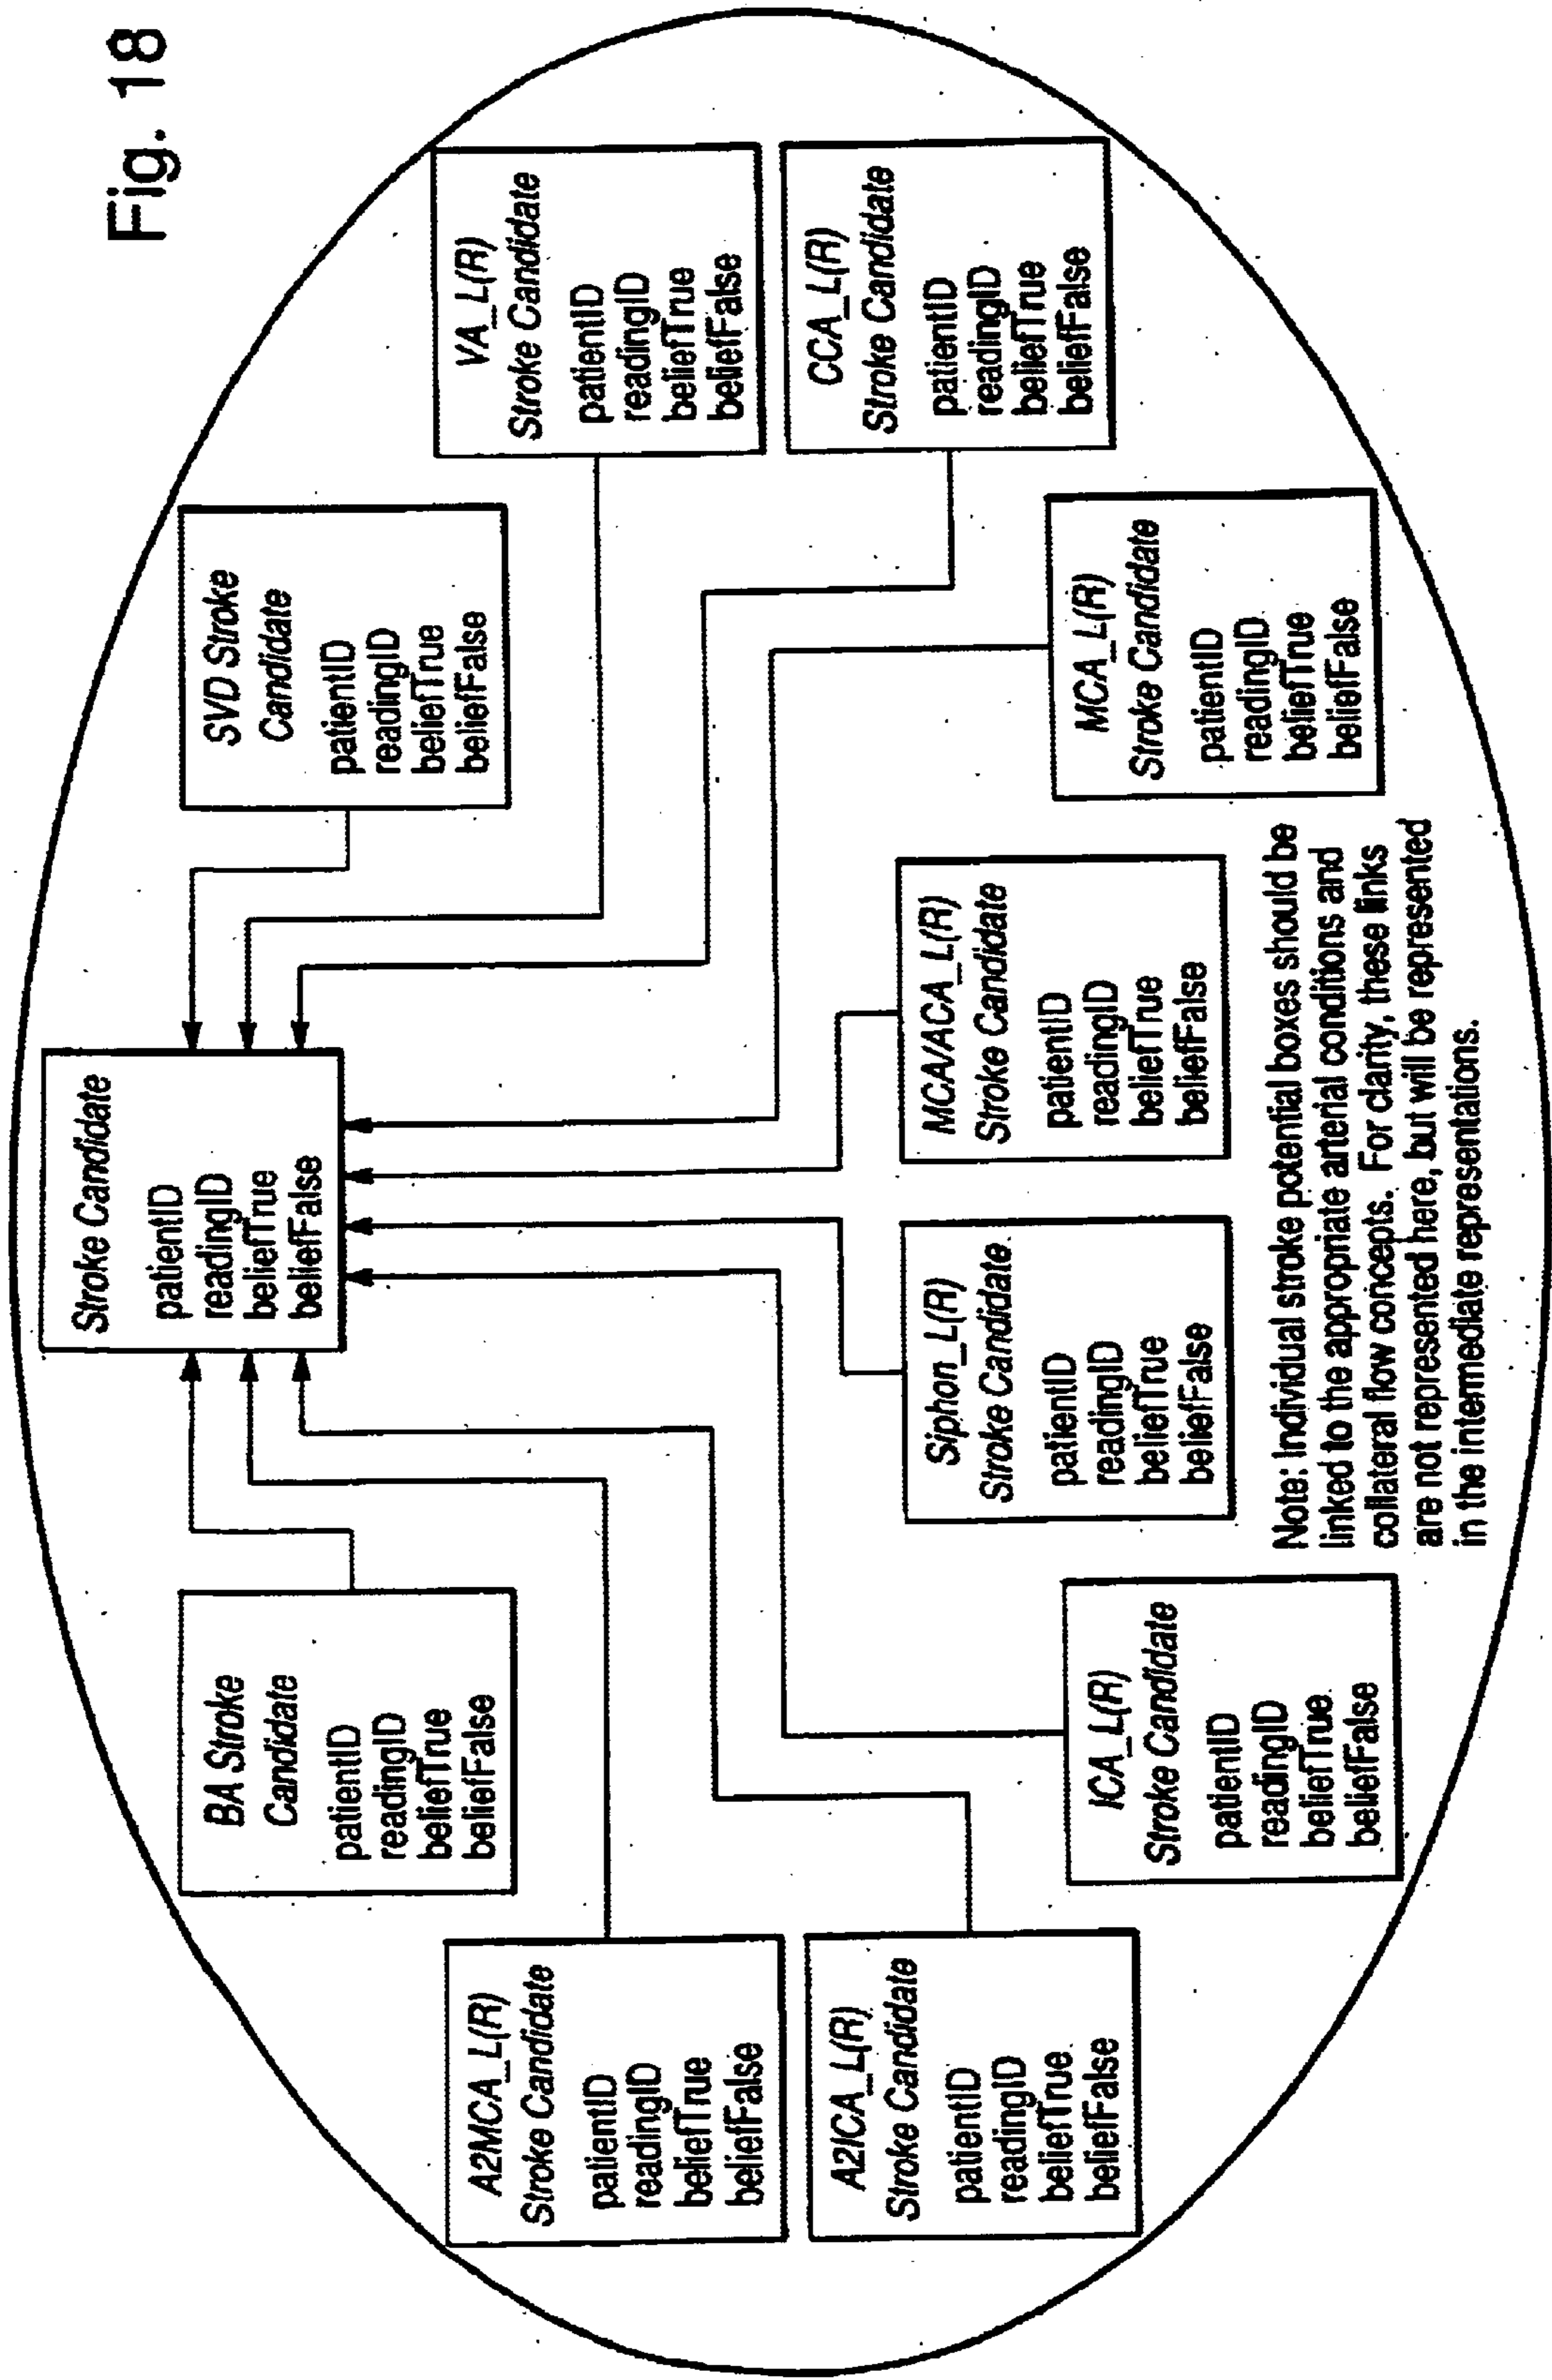 Fig. 18
Stroke Candidate
patientID
readingID
beliefTrue
beliefFalse
BA Stroke
Candidate
patientID
readingID
beliefTrue
beliefFalse
SVD Stroke
Candidate
patientID
readingID
beliefTrue
beliefFalse
A2MCA_L(R)
Stroke Candidate
patientID
readingID
beliefTrue
beliefFalse
VA_L(R)
Stroke Candidate
patientID
readingID
beliefTrue
beliefFalse
A2ICA_L(R)
Stroke Candidate
patientID
readingID
beliefTrue
beliefFalse
CCA_L(R)
Stroke Candidate
patientID
readingID
beliefTrue
beliefFalse
ICA_L(R)
Stroke Candidate
patientID
readingID
beliefTrue
beliefFalse
Siphon_L(R)
Stroke Candidate
patientID
readingID
beliefTrue
beliefFalse
MCA/ACA_L(R)
Stroke Candidate
patientID
readingID
beliefTrue
beliefFalse
MCA_L(R)
Stroke Candidate
patientID
readingID
beliefTrue
beliefFalse
Note: Individual stroke potential boxes should be
linked to the appropriate arterial conditions and
collateral flow concepts. For clarity, these links
are not represented here, but will be represented
in the intermediate representations.